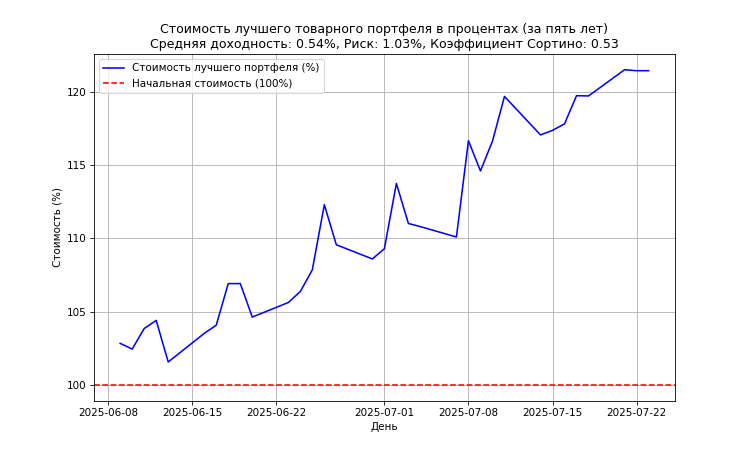 Стоимость лучшего товарного портфеля в процентах (за пять лет)
Средняя доходность: 0.54%, Риск: 1.03%, Коэффициент Сортино: 0.53
Стоимость лучшего портфеля (%)
Начальная стоимость (100%)
Стоимость (%)
120
115
110
105
100
2025-06-08 2025-06-15 2025-06-22 2025-07-01 2025-07-08 2025-07-15 2025-07-22
День